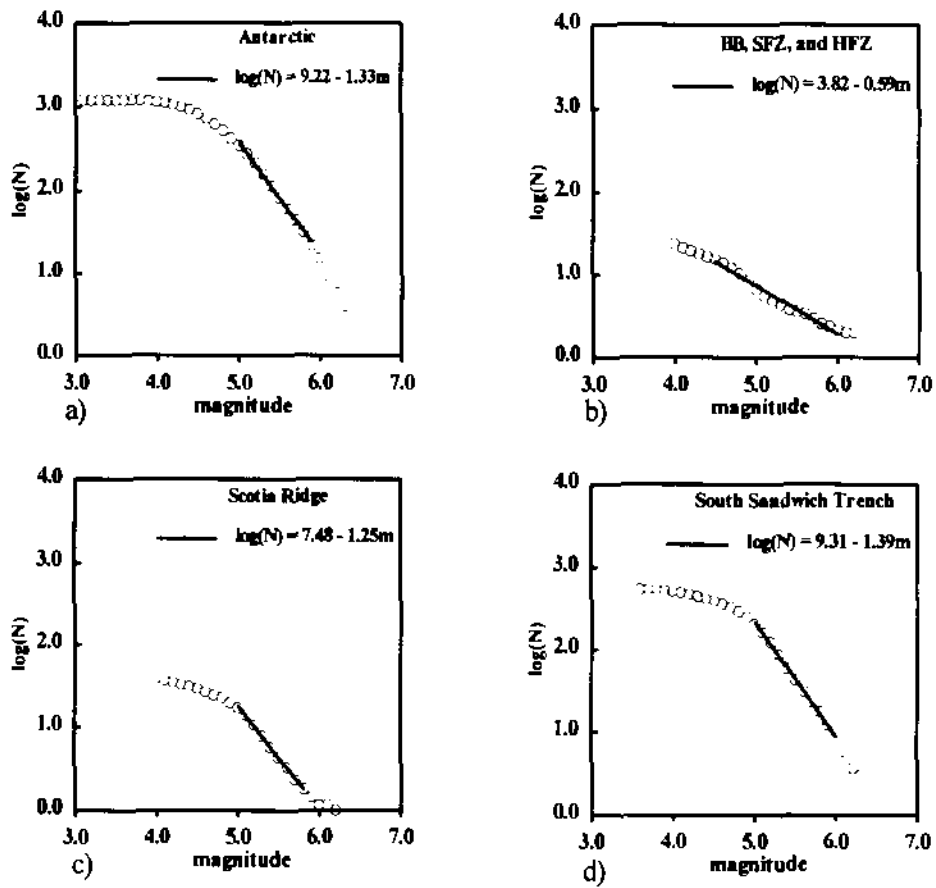 4.0
Antarctic
log(N) = 9.22 - 1.33m
3.0
log(N)
2.0
1.0
0.0
3.0 4.0 5.0 6.0 7.0
magnitude
a)
4.0
BB, SFZ, and HFZ
log(N) = 3.82 - 0.59m
3.0
log(N)
2.0
1.0
0.0
3.0 4.0 5.0 6.0 7.0
magnitude
b)
4.0
Scotia Ridge
log(N) = 7.48 - 1.25m
3.0
log(N)
2.0
1.0
0.0
3.0 4.0 5.0 6.0 7.0
magnitude
c)
4.0
South Sandwich Trench
log(N) = 9.31 - 1.39m
3.0
log(N)
2.0
1.0
0.0
3.0 4.0 5.0 6.0 7.0
magnitude
d)